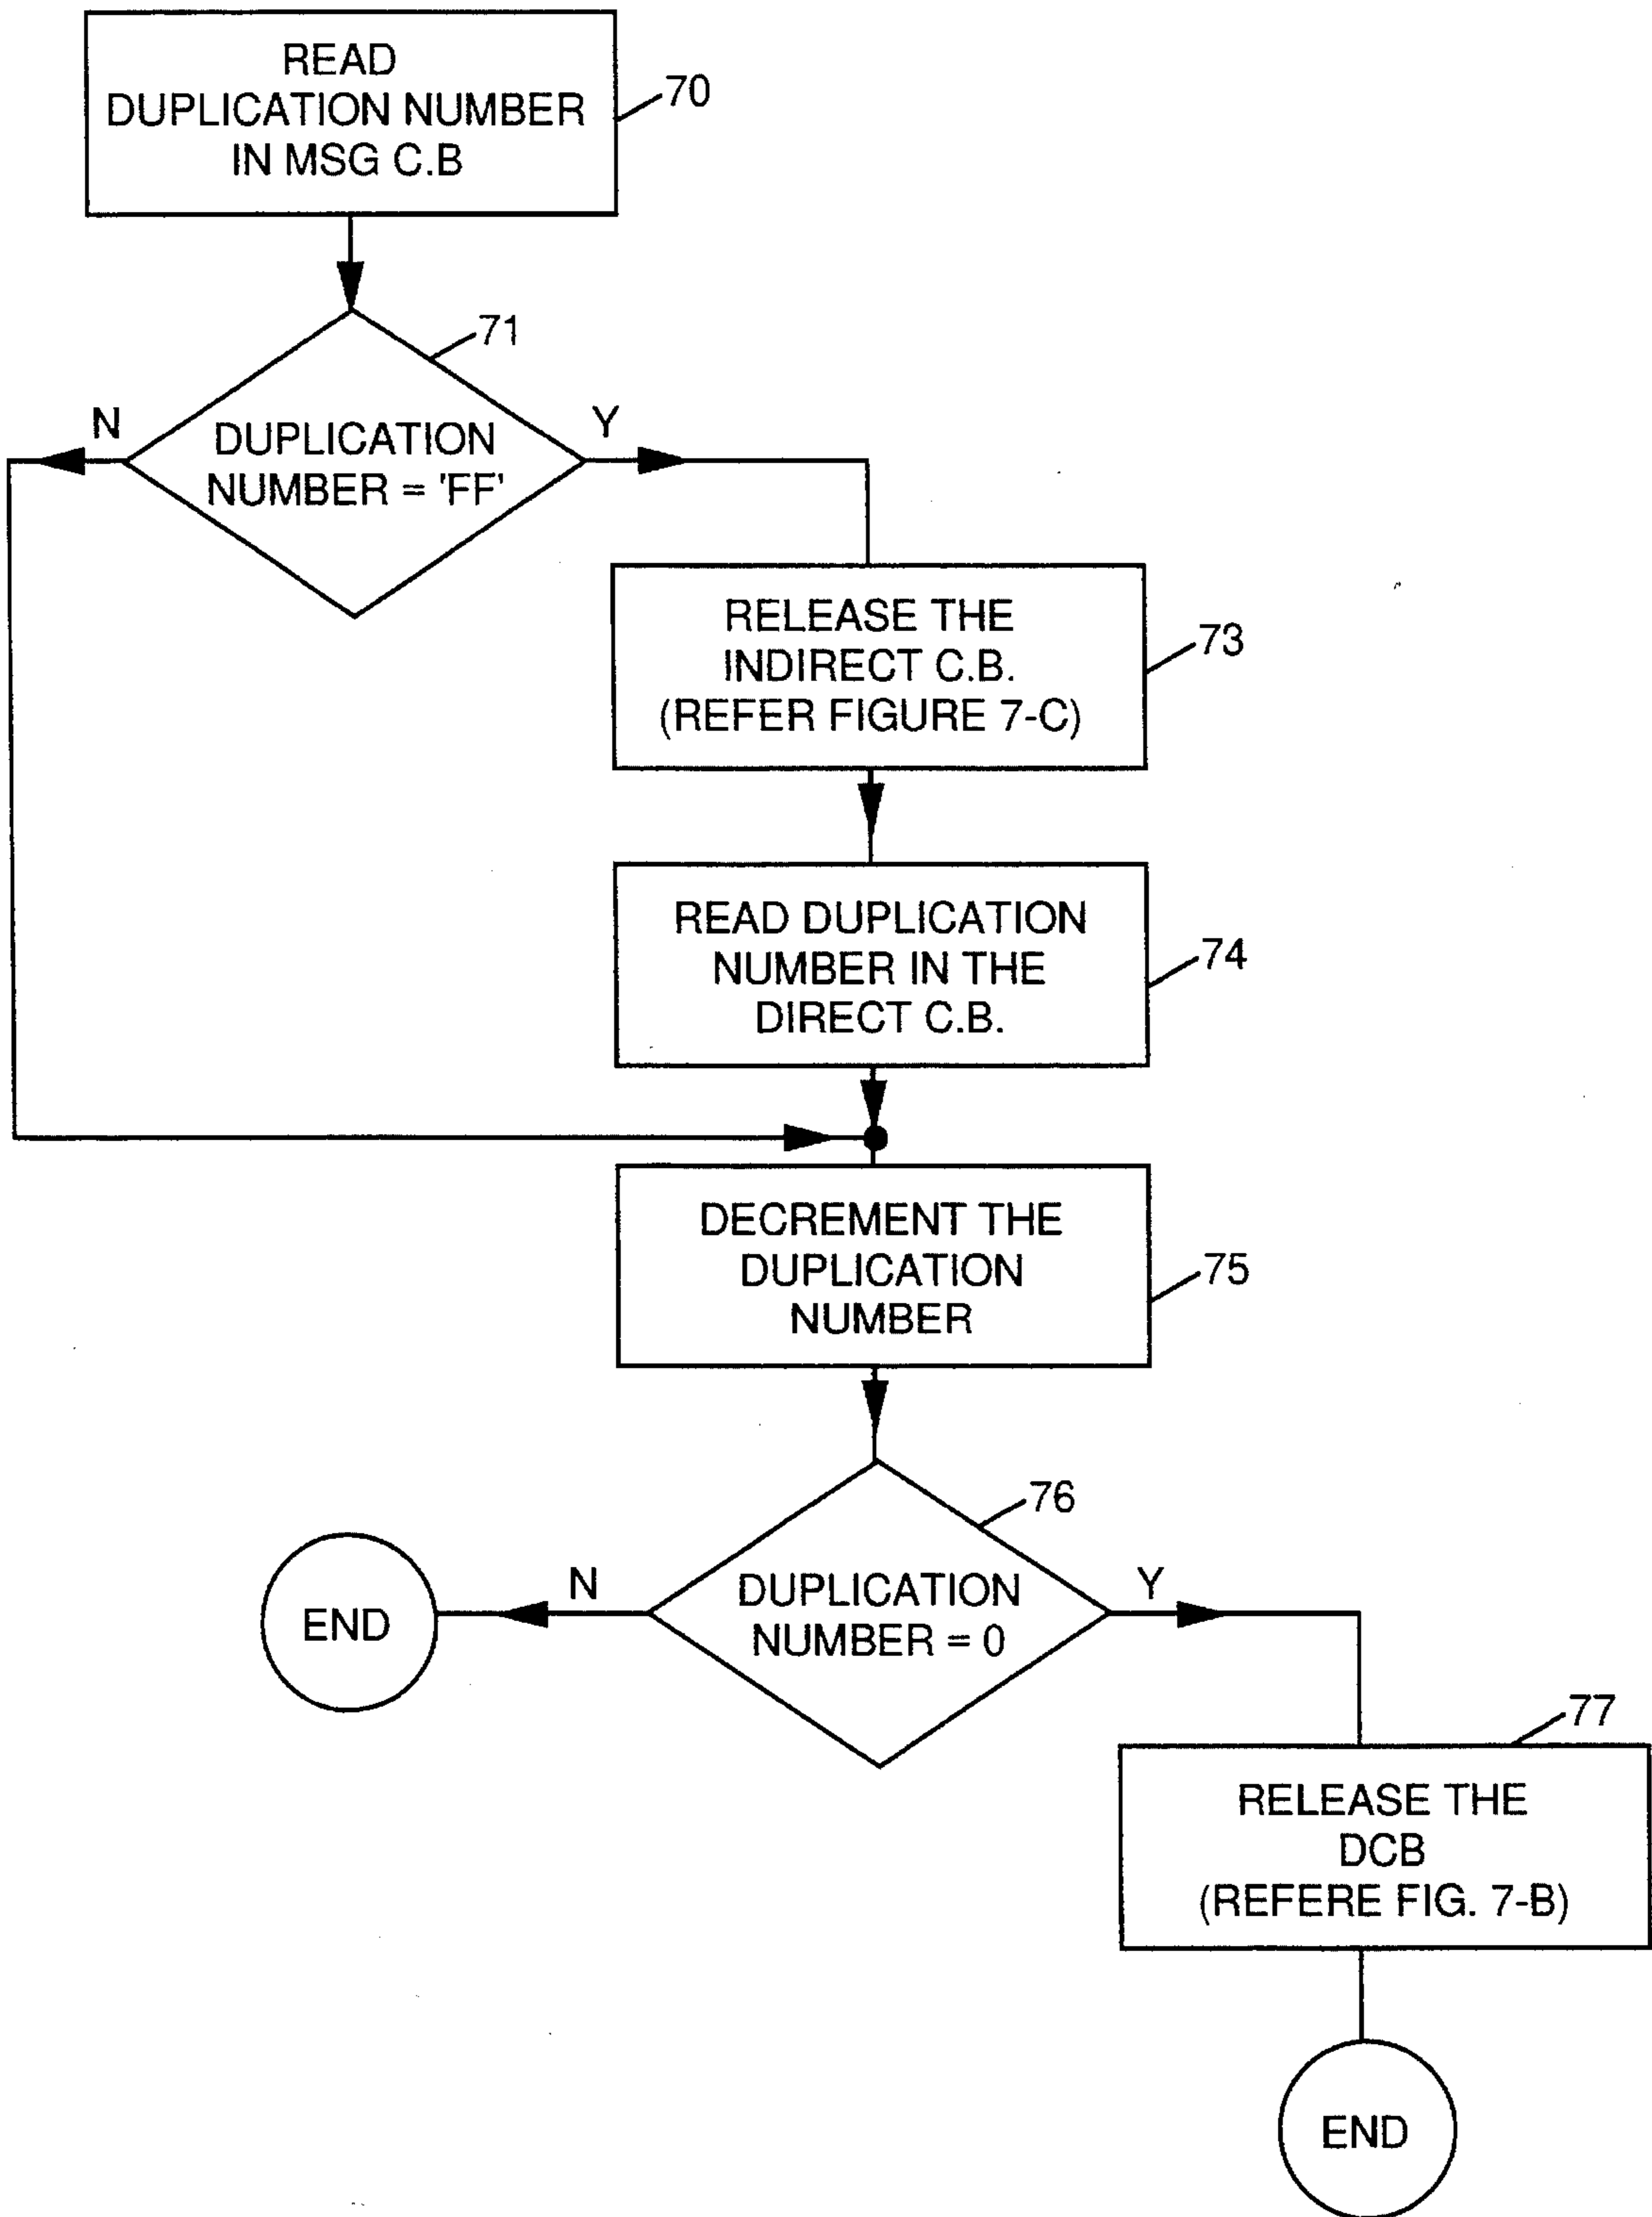 READ
DUPLICATION NUMBER
IN MSG C.B
70
71
N
Y
DUPLICATION
NUMBER = 'FF'
RELEASE THE
INDIRECT C.B.
(REFER FIGURE 7-C)
73
READ DUPLICATION
NUMBER IN THE
DIRECT C.B.
74
DECREMENT THE
DUPLICATION
NUMBER
75
76
N
Y
DUPLICATION
NUMBER = 0
END
77
RELEASE THE
DCB
(REFERE FIG. 7-B)
END